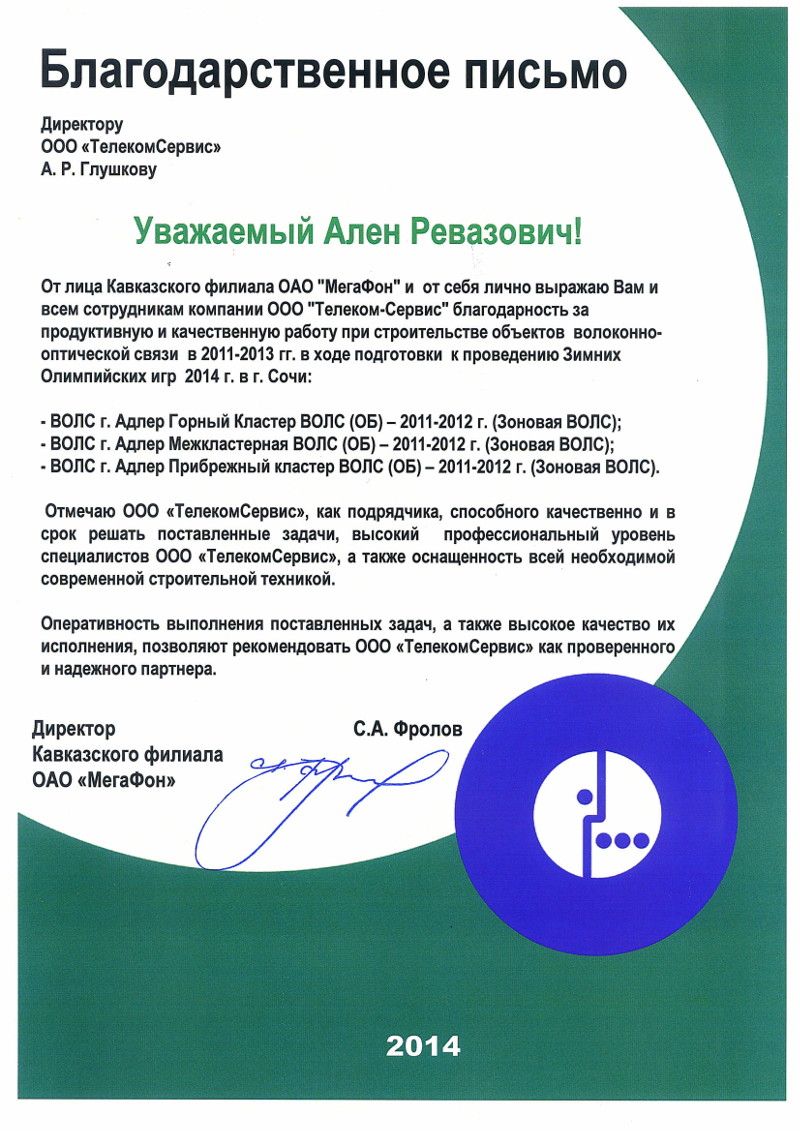 Благодарственное письмо
Директору
ООО «ТелекомСервис»
А. Р. Глушкову
Уважаемый Ален Ревазович!
От лица Кавказского филиала ОАО "МегаФон" и от себя лично выражаю Вам и
всем сотрудникам компании ООО "Телеком-Сервис" благодарность за
продуктивную и качественную работу при строительстве объектов волоконно-
оптической связи в 2011-2013 гг. в ходе подготовки к проведению Зимних
Олимпийских игр 2014 г. в г. Сочи:
- ВОЛС г. Адлер Горный Кластер ВОЛС (ОБ) – 2011-2012 г. (Зоновая ВОЛС);
- ВОЛС г. Адлер Межкластерная ВОЛС (ОБ) – 2011-2012 г. (Зоновая ВОЛС);
- ВОЛС г. Адлер Прибрежный кластер ВОЛС (ОБ) – 2011-2012 г. (Зоновая ВОЛС).
Отмечаю ООО «ТелекомСервис», как подрядчика, способного качественно и в
срок решать поставленные задачи, высокий профессиональный уровень
специалистов ООО «ТелекомСервис», а также оснащенность всей необходимой
современной строительной техникой.
Оперативность выполнения поставленных задач, а также высокое качество их
исполнения, позволяют рекомендовать ООО «ТелекомСервис» как проверенного
и надежного партнера.
Директор
Кавказского филиала
ОАО «МегаФон»
С.А. Фролов
2014